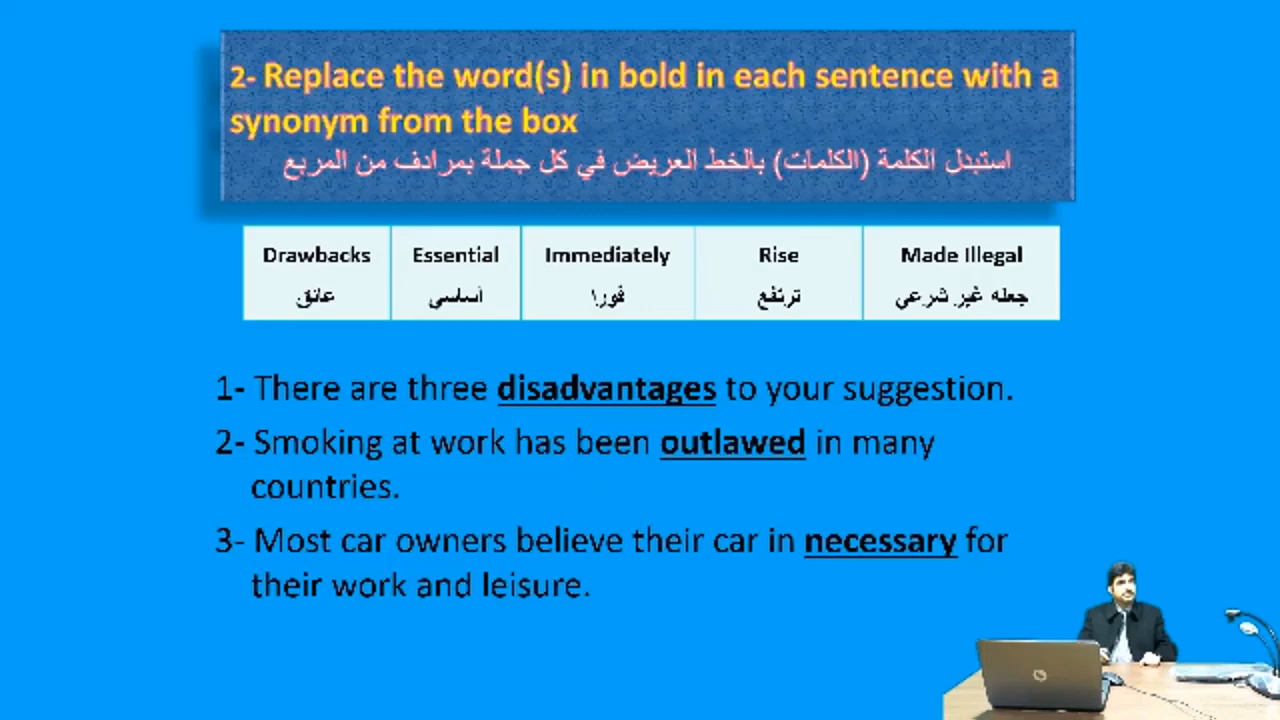 2- Replace the word(s) in bold in each sentence with a
synonym from the box
استبدل الكلمة (الكلمات) بالخط العريض في كل جملة بمرادف من المربع
Drawbacks Essential Immediately Rise Made Illegal
عائق أساسي فورا ترتفع جعله غير شرعي
1- There are three disadvantages to your suggestion.
2- Smoking at work has been outlawed in many
countries.
3- Most car owners believe their car in necessary for
their work and leisure.